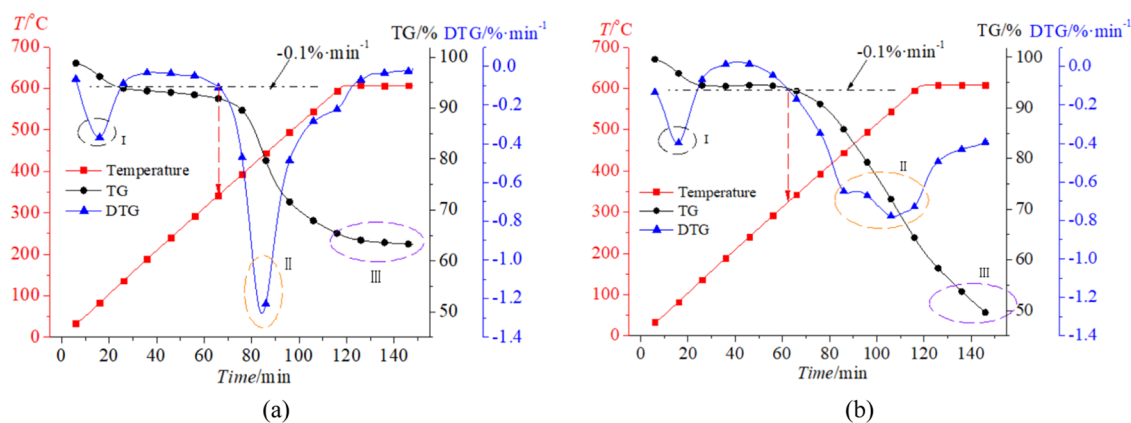 T/°C
TG/%
DTG/%·min⁻¹
700
600
500
400
300
200
100
0
100
90
80
70
60
50
0.0
-0.2
-0.4
-0.6
-0.8
-1.0
-1.2
-1.4
-0.1%·min⁻¹
I
II
III
Temperature
TG
DTG
0 20 40 60 80 100 120 140
Time/min
(a)
T/°C
TG/%
DTG/%·min⁻¹
700
600
500
400
300
200
100
0
100
90
80
70
60
50
0.0
-0.2
-0.4
-0.6
-0.8
-1.0
-1.2
-1.4
-0.1%·min⁻¹
I
II
III
Temperature
TG
DTG
0 20 40 60 80 100 120 140
Time/min
(b)